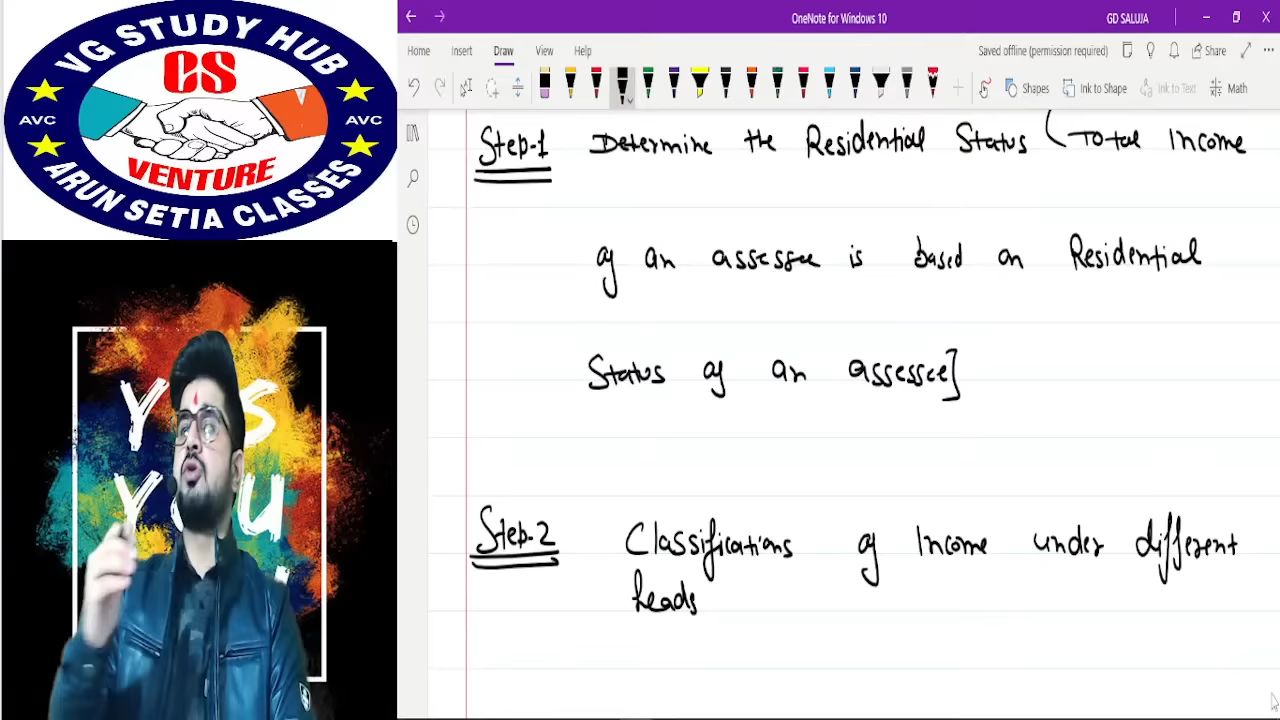 VG STUDY HUB
CS
AVC
AVC
VENTURE
ARUN SETIA CLASSES
OneNote for Windows 10
GD SALUJA
Home Insert Draw View Help
Saved offline (permission required)
Share
Shapes
Ink to Shape
Ink to Text
Math
Step-1 Determine the Residential Status (Total Income
of an assessee is based on Residential
Status of an assessee]
Step-2 Classifications of Income under different
heads
YES
YOU